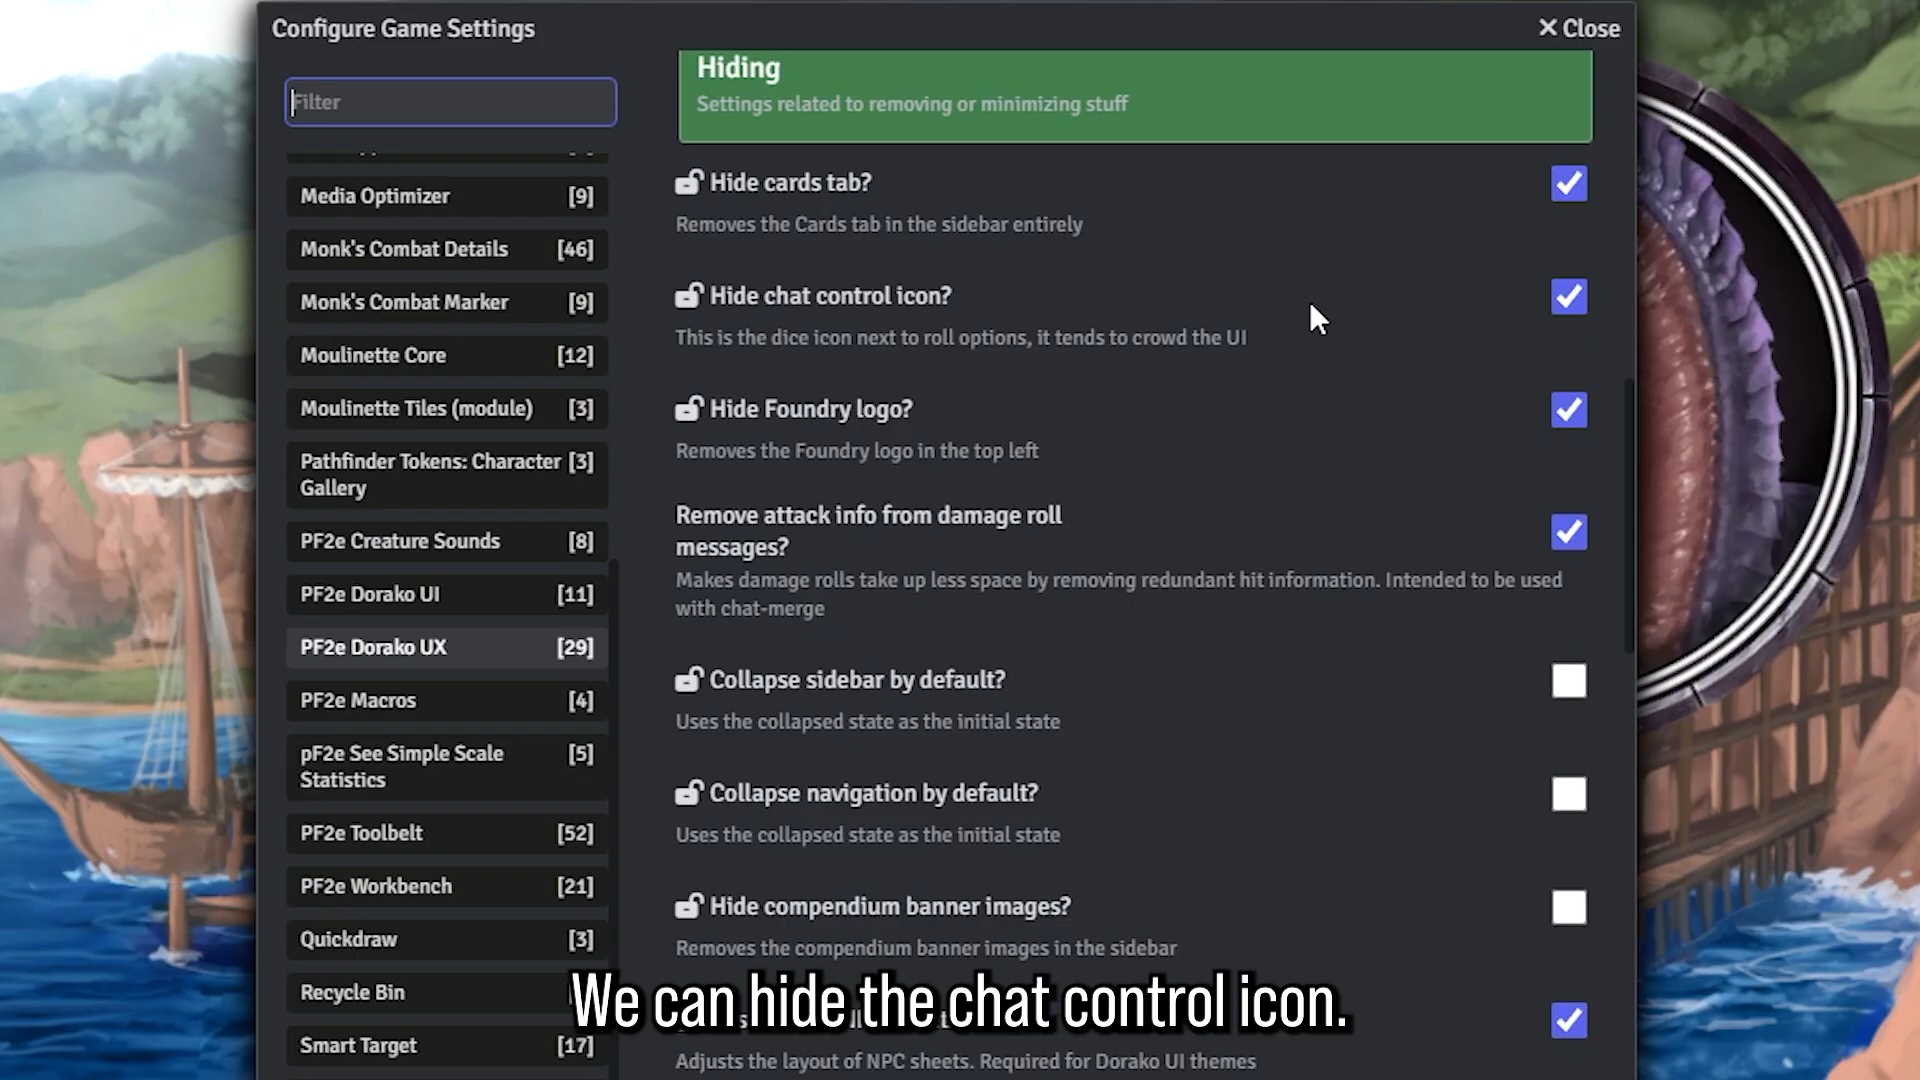 Configure Game Settings
Close
Filter
Media Optimizer [9]
Monk's Combat Details [46]
Monk's Combat Marker [9]
Moulinette Core [12]
Moulinette Tiles (module) [3]
Pathfinder Tokens: Character [3]
Gallery
PF2e Creature Sounds [8]
PF2e Dorako UI [11]
PF2e Dorako UX [29]
PF2e Macros [4]
pF2e See Simple Scale [5]
Statistics
PF2e Toolbelt [52]
PF2e Workbench [21]
Quickdraw [3]
Recycle Bin
Smart Target [17]
Hiding
Settings related to removing or minimizing stuff
Hide cards tab?
Removes the Cards tab in the sidebar entirely
Hide chat control icon?
This is the dice icon next to roll options, it tends to crowd the UI
Hide Foundry logo?
Removes the Foundry logo in the top left
Remove attack info from damage roll
messages?
Makes damage rolls take up less space by removing redundant hit information. Intended to be used
with chat-merge
Collapse sidebar by default?
Uses the collapsed state as the initial state
Collapse navigation by default?
Uses the collapsed state as the initial state
Hide compendium banner images?
Removes the compendium banner images in the sidebar
Adjusts the layout of NPC sheets. Required for Dorako UI themes
We can hide the chat control icon.